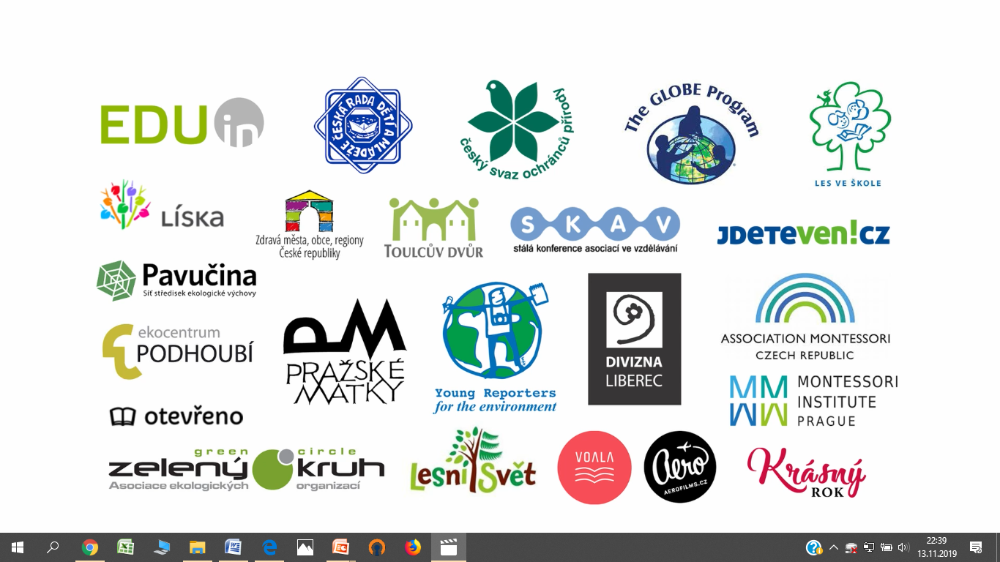 EDUin
ČESKÁ RADA DĚTÍ A MLÁDEŽE
český svaz ochránců přírody
The GLOBE Program
LES VE ŠKOLE
LÍSKA
Zdravá města, obce, regiony
České republiky
TOULCŮV DVŮR
SKAV
stálá konference asociací ve vzdělávání
JDeTeven!CZ
Pavučina
Síť středisek ekologické výchovy
ekocentrum
PODHOUBÍ
PM
PRAŽSKÉ
MATKY
Young Reporters
for the environment
DIVIZNA
LIBEREC
ASSOCIATION MONTESSORI
CZECH REPUBLIC
MONTESSORI
INSTITUTE
PRAGUE
otevřeno
green circle
zelený kruh
Asociace ekologických organizací
Lesní Svět
VOALA
Aero
AEROFILMS.CZ
Krásný
ROK
22:39
13.11.2019